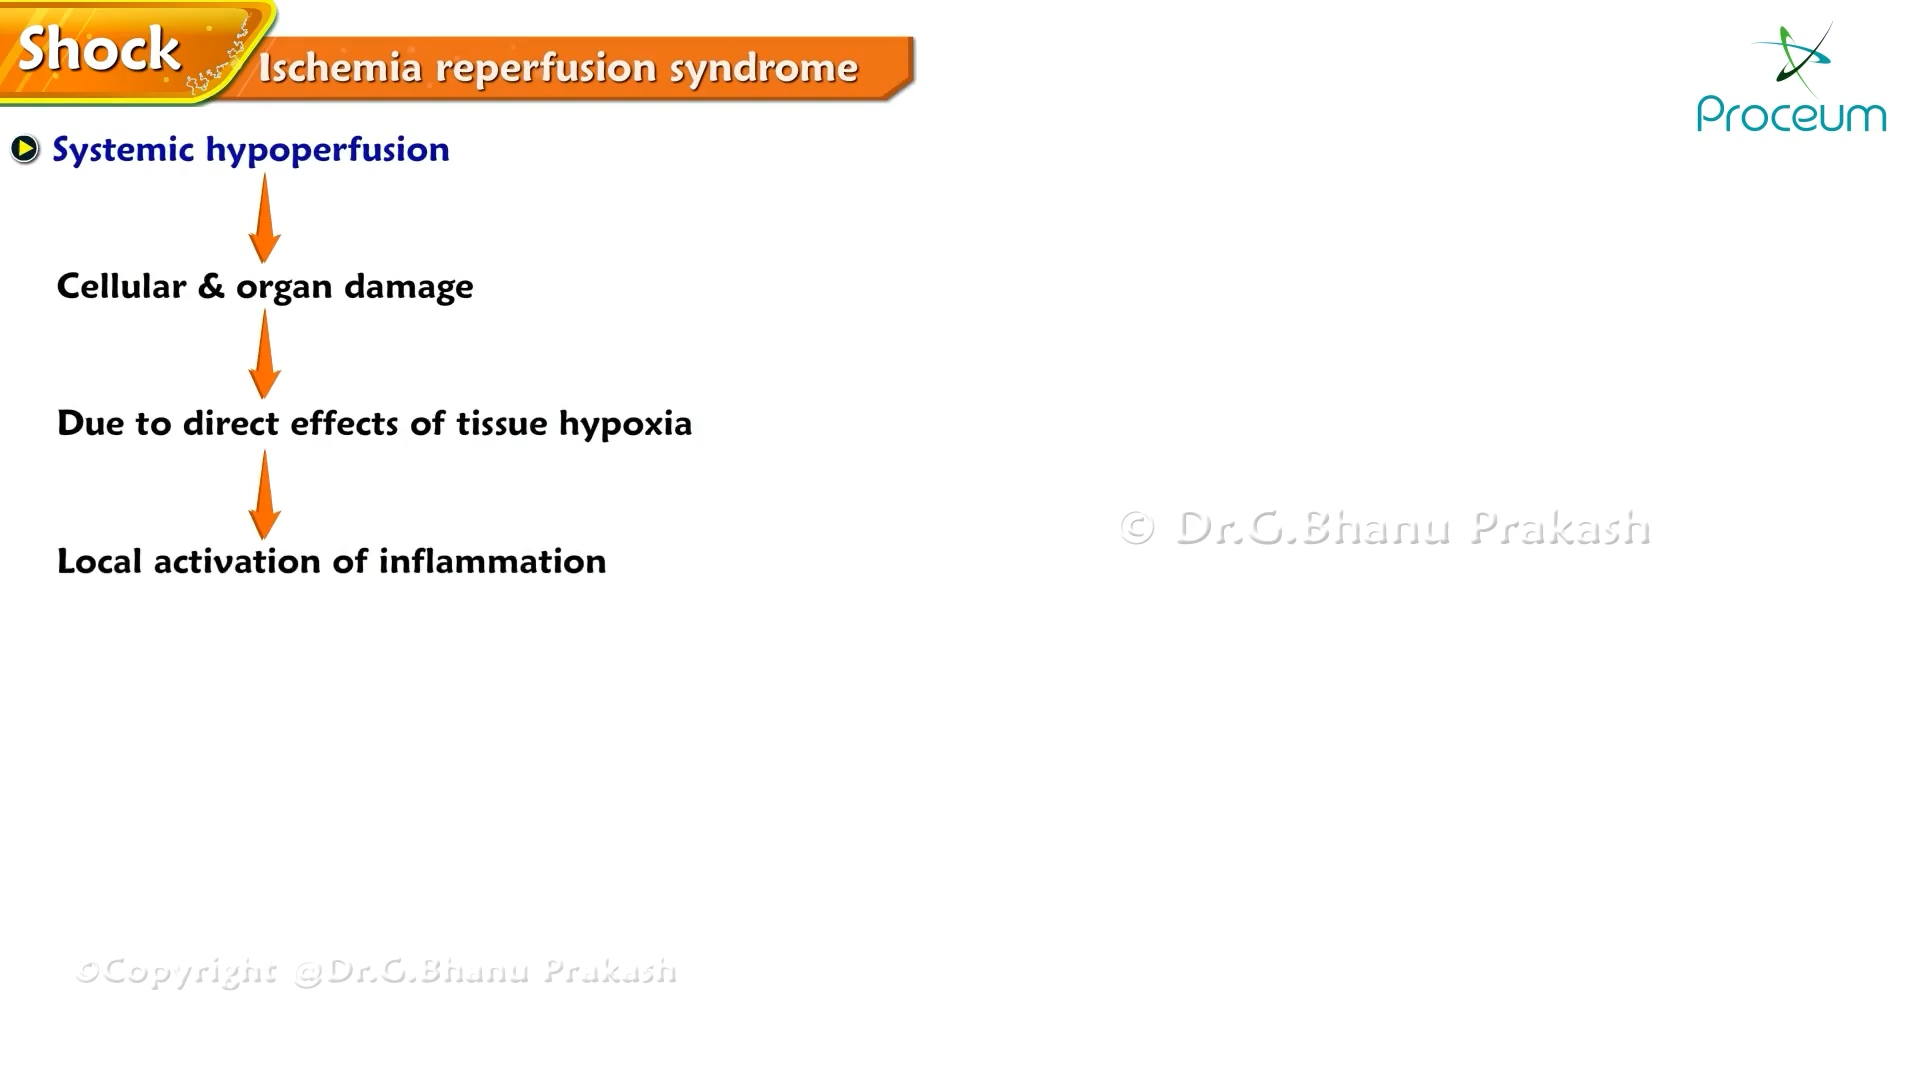 Shock
Ischemia reperfusion syndrome
Proceum
Systemic hypoperfusion
Cellular & organ damage
Due to direct effects of tissue hypoxia
© Dr.G.Bhanu Prakash
Local activation of inflammation
©Copyright @Dr.G.Bhanu Prakash